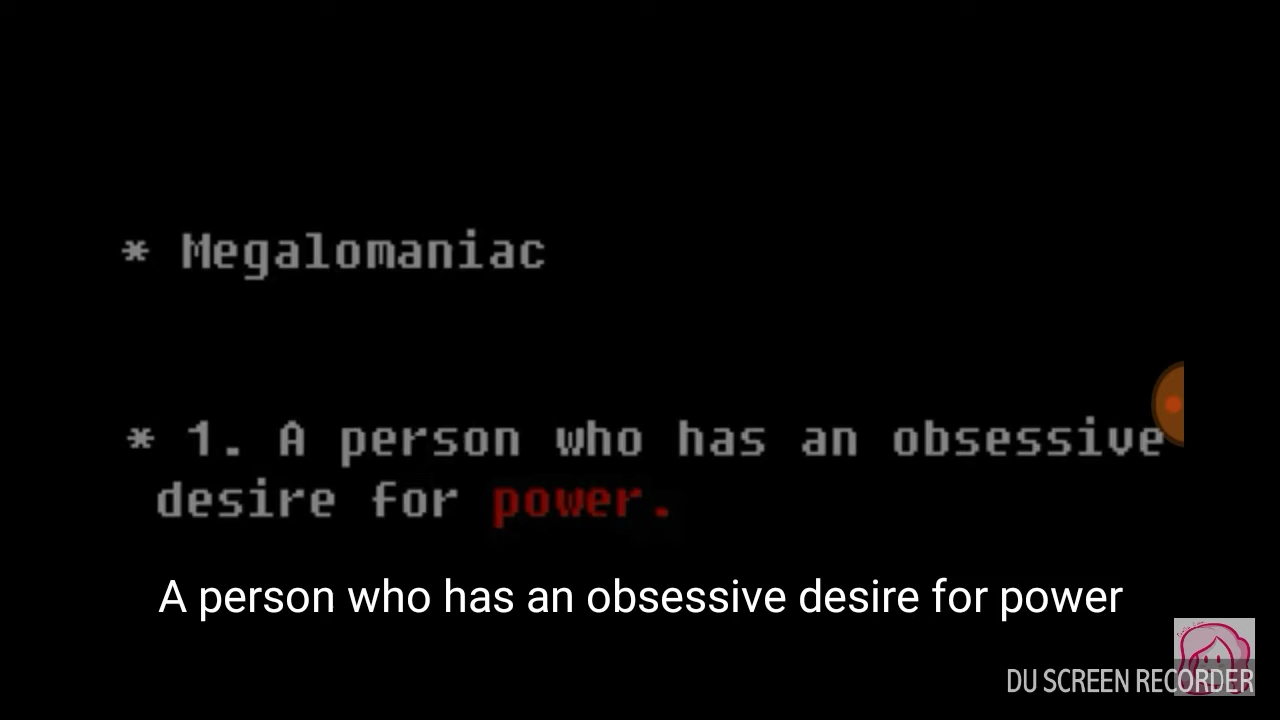 * Megalomaniac
* 1. A person who has an obsessive
desire for power.
A person who has an obsessive desire for power
DU SCREEN RECORDER